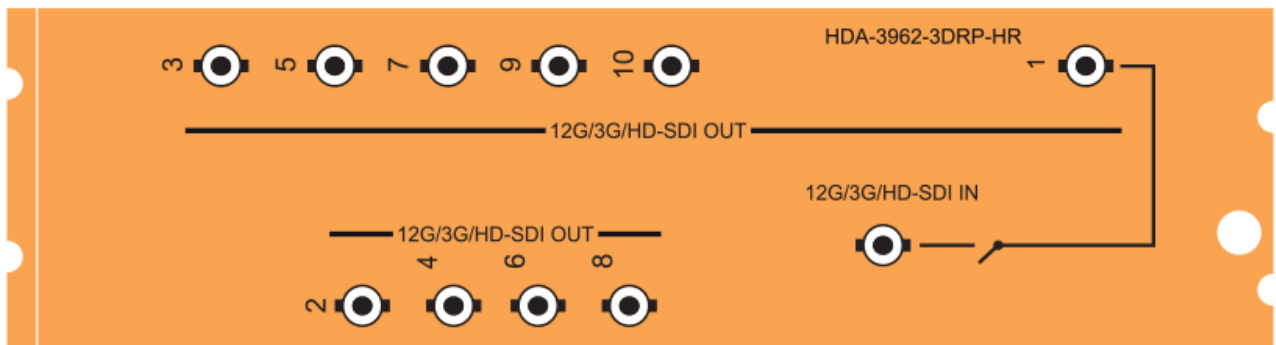 3 5 7 9 10 HDA-3962-3DRP-HR 1
12G/3G/HD-SDI OUT
12G/3G/HD-SDI IN
12G/3G/HD-SDI OUT
2 4 6 8